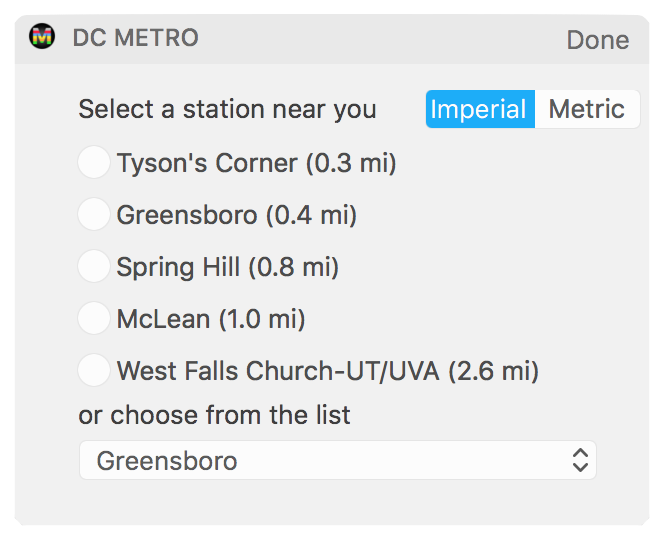 DC METRO
Done
Select a station near you
Imperial
Metric
Tyson's Corner (0.3 mi)
Greensboro (0.4 mi)
Spring Hill (0.8 mi)
McLean (1.0 mi)
West Falls Church-UT/UVA (2.6 mi)
or choose from the list
Greensboro